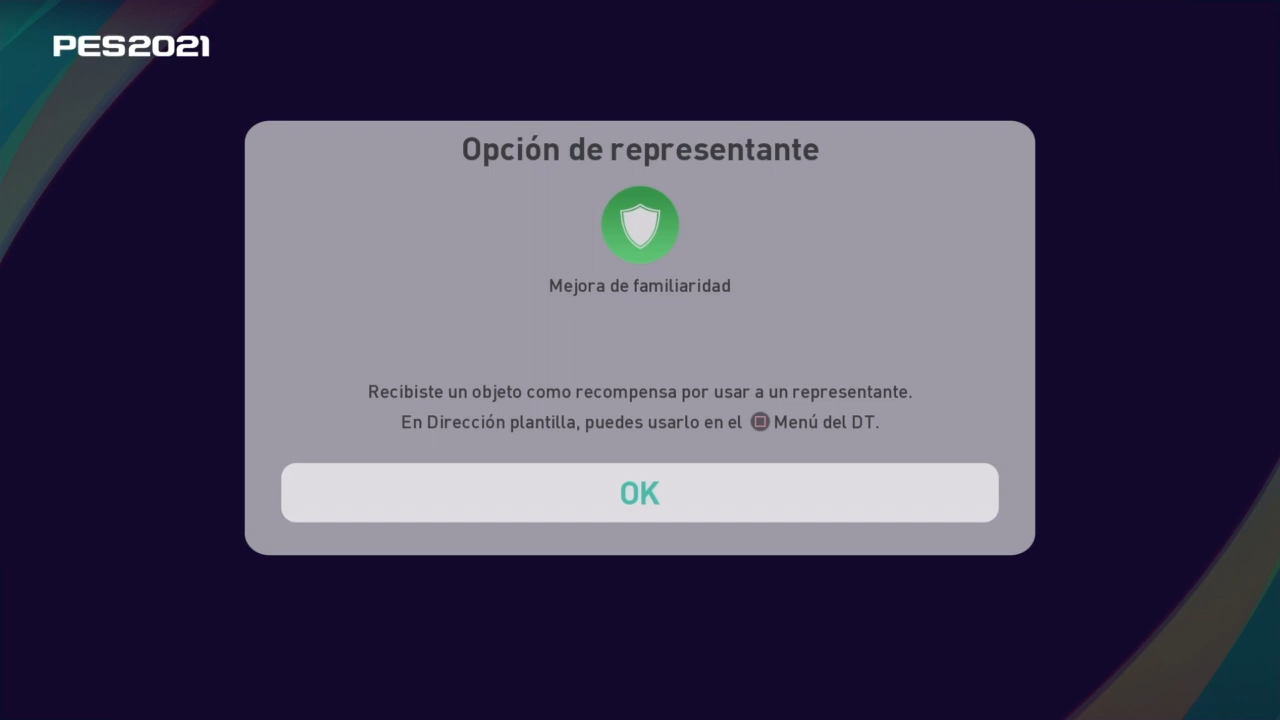 PES2021
Opción de representante
Mejora de familiaridad
Recibiste un objeto como recompensa por usar a un representante.
En Dirección plantilla, puedes usarlo en el Menú del DT.
OK